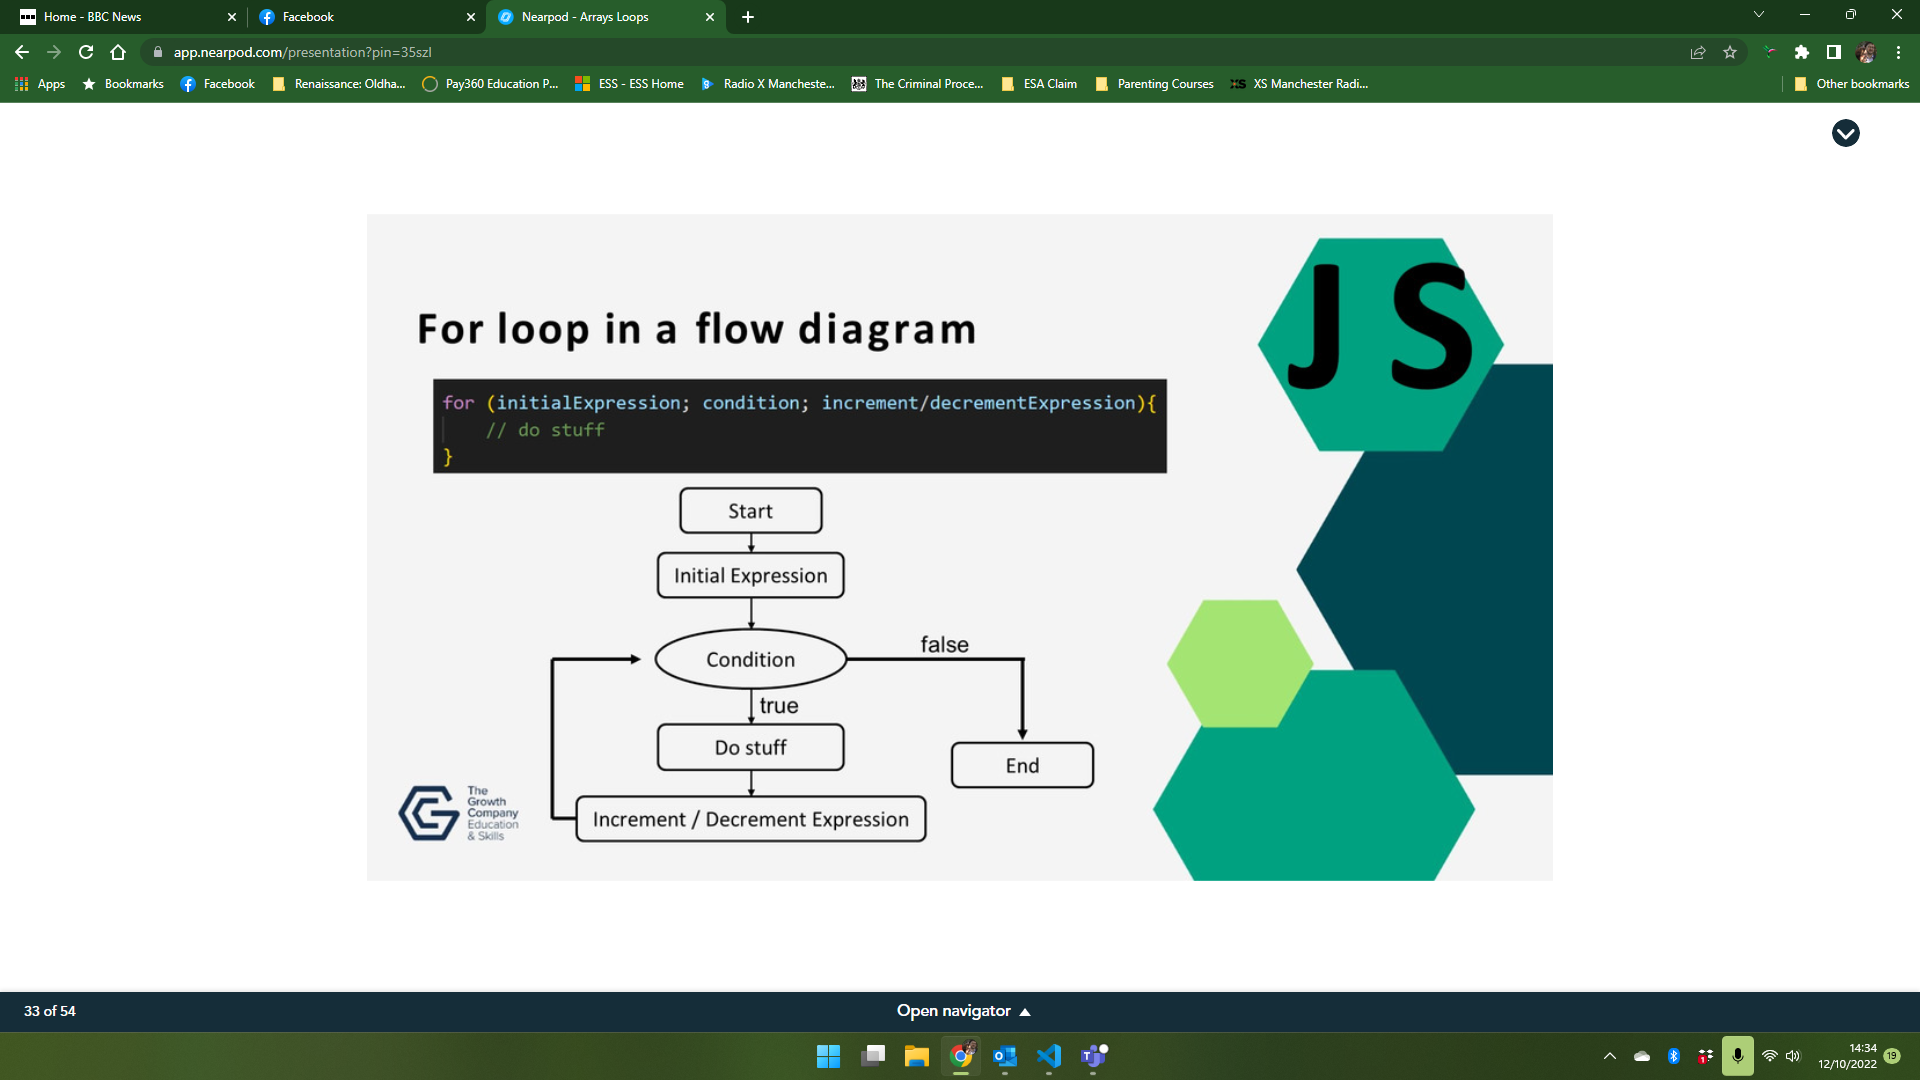 Home - BBC News
Facebook
Nearpod - Arrays Loops
app.nearpod.com/presentation?pin=35szl
Apps
Bookmarks
Facebook
Renaissance: Oldha...
Pay360 Education P...
ESS - ESS Home
Radio X Mancheste...
The Criminal Proce...
ESA Claim
Parenting Courses
XS Manchester Radi...
Other bookmarks
JS
For loop in a flow diagram
for (initialExpression; condition; increment/decrementExpression){
// do stuff
}
Start
Initial Expression
Condition
false
true
Do stuff
End
Increment / Decrement Expression
The
Growth
Company
Education
& Skills
33 of 54
Open navigator
14:34
12/10/2022
19